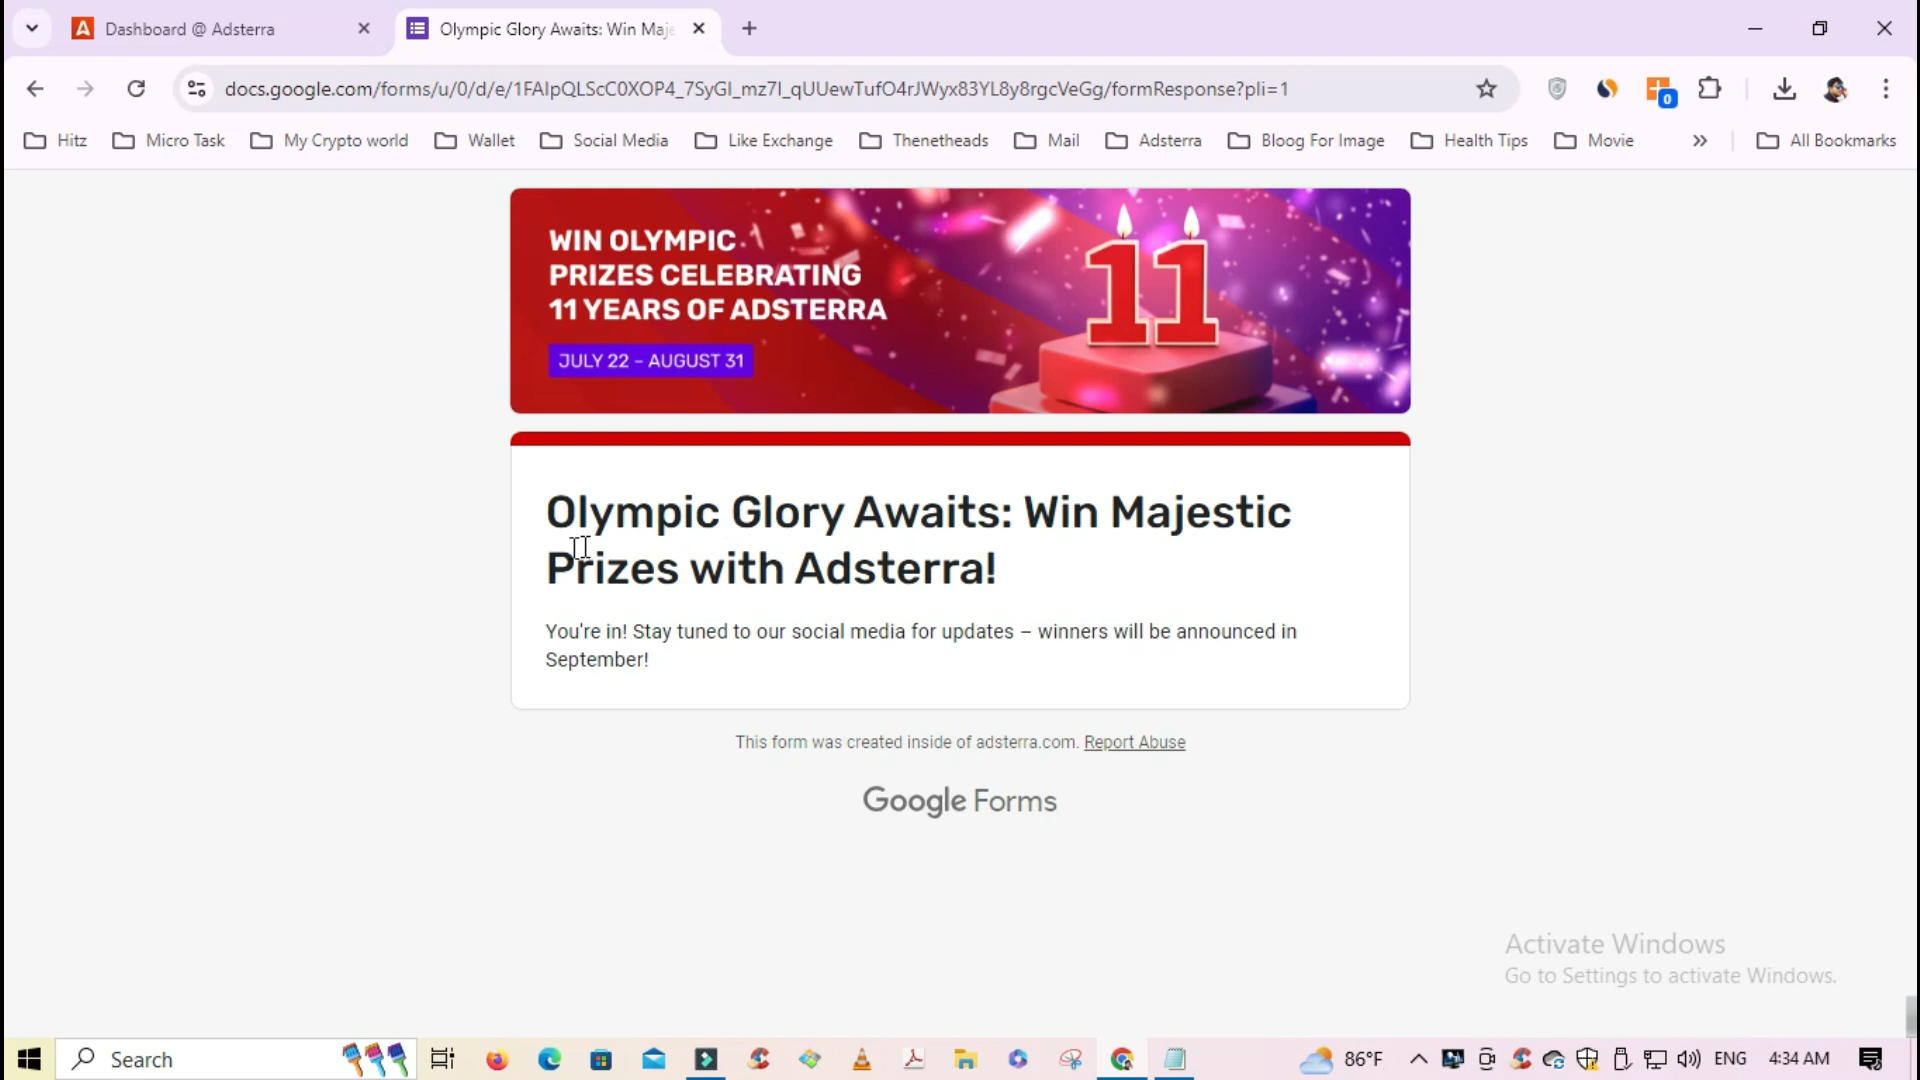 Dashboard @ Adsterra
Olympic Glory Awaits: Win Maje
docs.google.com/forms/u/0/d/e/1FAIpQLScC0XOP4_7SyGI_mz7I_qUUewTufO4rJWyx83YL8y8rgcVeGg/formResponse?pli=1
0
Hitz
Micro Task
My Crypto world
Wallet
Social Media
Like Exchange
Thenetheads
Mail
Adsterra
Bloog For Image
Health Tips
Movie
All Bookmarks
WIN OLYMPIC
PRIZES CELEBRATING
11 YEARS OF ADSTERRA
JULY 22 – AUGUST 31
11
Olympic Glory Awaits: Win Majestic
Prizes with Adsterra!
You're in! Stay tuned to our social media for updates – winners will be announced in
September!
This form was created inside of adsterra.com. Report Abuse
Google Forms
Activate Windows
Go to Settings to activate Windows.
Search
86°F
ENG
4:34 AM